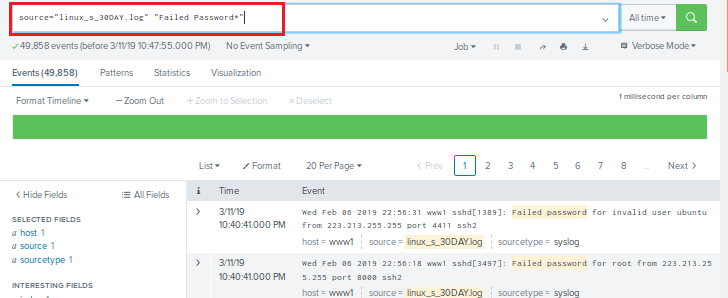 source="linux_s_30DAY.log" "Failed Password*"
All time
49,858 events (before 3/11/19 10:47:55.000 PM)
No Event Sampling
Job
Verbose Mode
Events (49,858)
Patterns
Statistics
Visualization
Format Timeline
— Zoom Out
+ Zoom to Selection
× Deselect
1 millisecond per column
List
Format
20 Per Page
< Prev
1
2
3
4
5
6
7
8
...
Next >
< Hide Fields
All Fields
i
Time
Event
SELECTED FIELDS
a host 1
a source 1
a sourcetype 1
INTERESTING FIELDS
>
3/11/19
10:40:41.000 PM
Wed Feb 06 2019 22:56:31 www1 sshd[1389]: Failed password for invalid user ubuntu
from 223.213.255.255 port 4411 ssh2
host = www1
source = linux_s_30DAY.log
sourcetype = syslog
>
3/11/19
10:40:41.000 PM
Wed Feb 06 2019 22:56:18 www1 sshd[3497]: Failed password for root from 223.213.25
5.255 port 8000 ssh2
host = www1
source = linux_s_30DAY.log
sourcetype = syslog